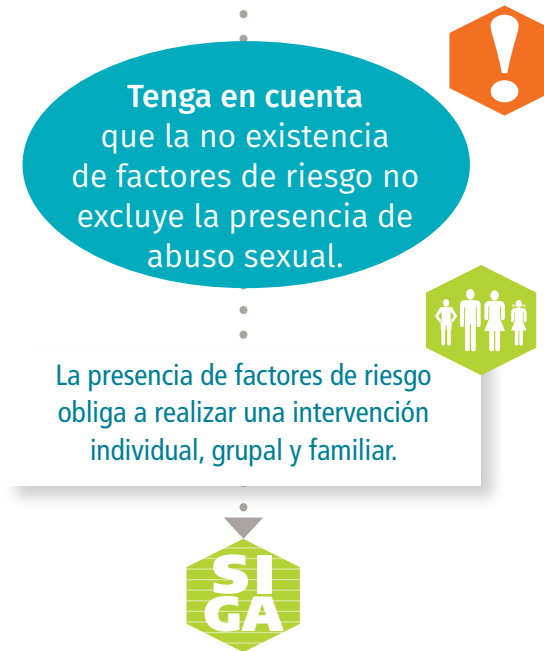 !
Tenga en cuenta
que la no existencia
de factores de riesgo no
excluye la presencia de
abuso sexual.
La presencia de factores de riesgo
obliga a realizar una intervención
individual, grupal y familiar.
SI
GA